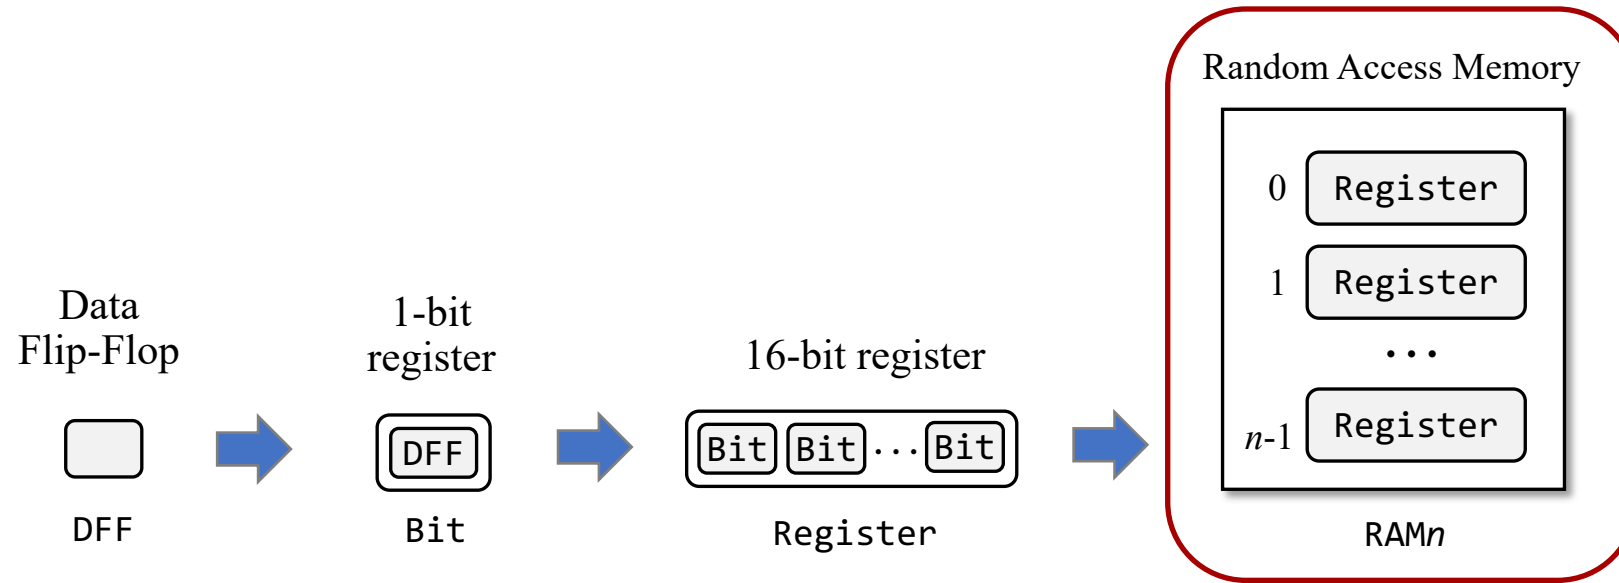 Data
Flip-Flop
DFF
1-bit
register
DFF
Bit
16-bit register
Bit Bit ... Bit
Register
Random Access Memory
0 Register
1 Register
...
n-1 Register
RAMn